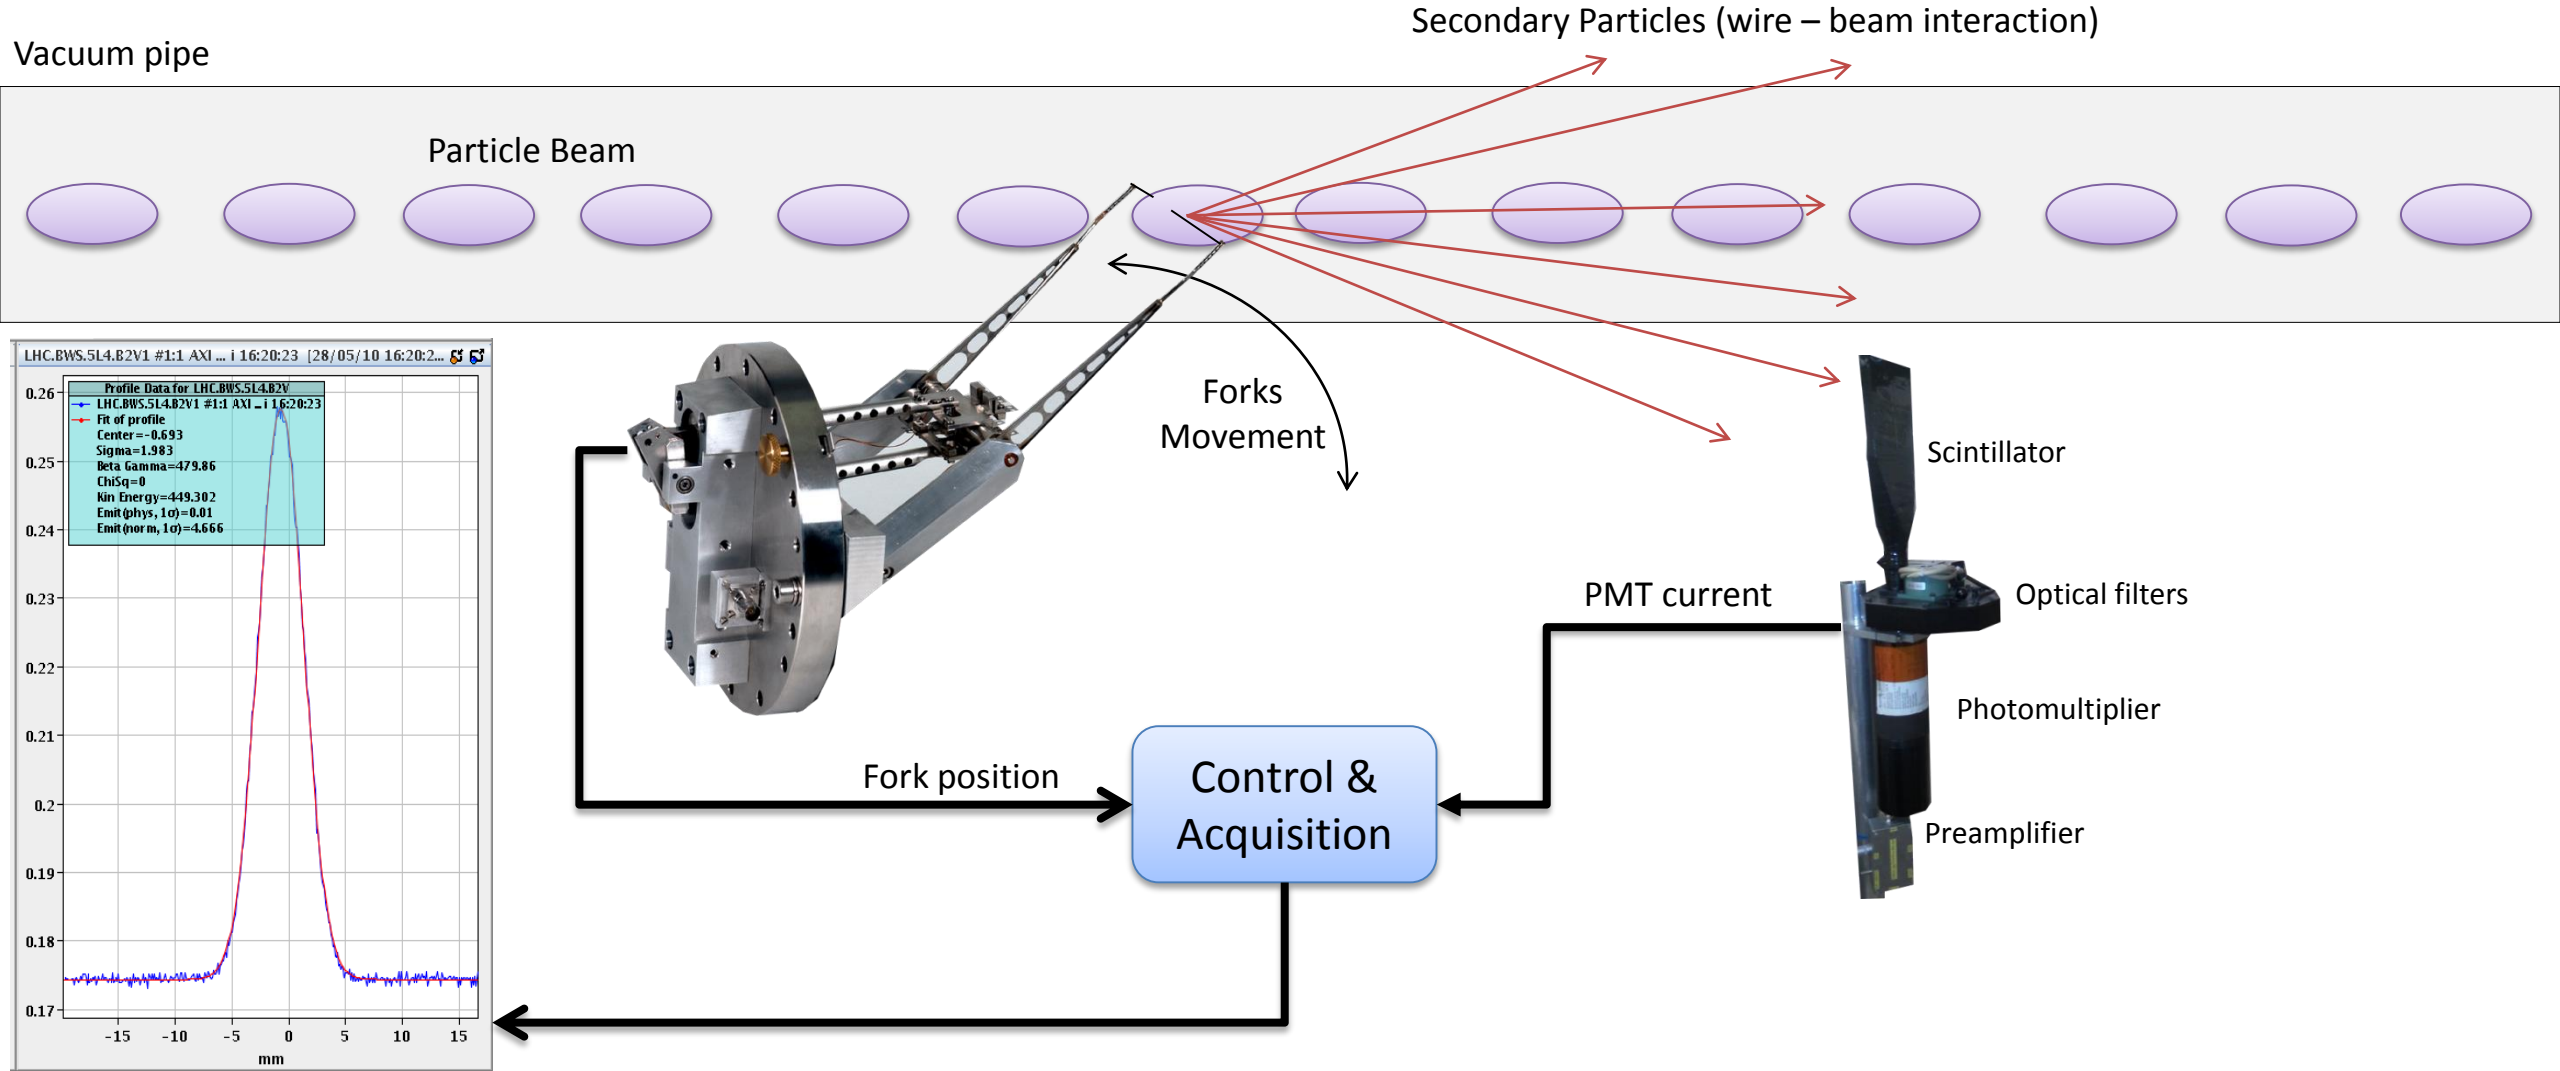 Secondary Particles (wire – beam interaction)
Vacuum pipe
Particle Beam
Forks
Movement
LHC.BWS.5L4.B2V1 #1:1 AXI ... i 16:20:23 [28/05/10 16:20:2...
Profile Data for LHC.BWS.5L4.B2V
LHC.BWS.5L4.B2V1 #1:1 AXI ... i 16:20:23
Fit of profile
Center=-0.693
Sigma=1.983
Beta Gamma=479.86
ChiSq=0
Kin Energy=449.302
Emit(phys, 1σ)=0.01
Emit(norm, 1σ)=4.666
0.26
0.25
0.24
0.23
0.22
0.21
0.2
0.19
0.18
0.17
-15 -10 -5 0 5 10 15
mm
Scintillator
Optical filters
PMT current
Photomultiplier
Preamplifier
Fork position
Control &
Acquisition